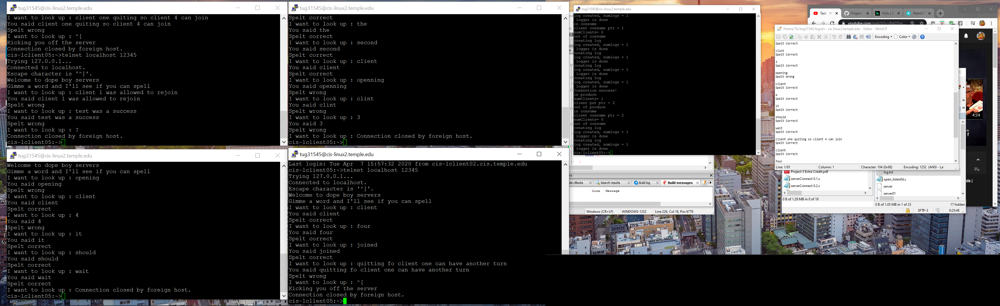 tug31545@cis-linux2.temple.edu
I want to look up : client one quiting so client 4 can join
You said client one quiting so client 4 can join
Spelt wrong
I want to look up : ^[
Kicking you off the server
Connection closed by foreign host.
cis-lclient05:~>telnet localhost 12345
Trying 127.0.0.1...
Connected to localhost.
Escape character is '^]'.
Welcome to dope boy servers
Gimme a word and I'll see if you can spell
I want to look up : client 1 was allowed to rejoin
You said client 1 was allowed to rejoin
Spelt wrong
I want to look up : test was a success
You said test was a success
Spelt wrong
I want to look up : ?
Connection closed by foreign host.
cis-lclient05:~>
tug31545@cis-linux2.temple.edu
Spelt correct
I want to look up : the
You said the
Spelt correct
I want to look up : second
You said second
Spelt correct
I want to look up : client
You said client
Spelt correct
I want to look up : openning
You said openning
Spelt wrong
I want to look up : clint
You said clint
Spelt wrong
I want to look up : 3
You said 3
Spelt wrong
I want to look up : Connection closed by foreign host.
cis-lclient05:~>
tug31545@cis-linux2.temple.edu
Welcome to dope boy servers
Gimme a word and I'll see if you can spell
I want to look up : opening
You said opening
Spelt wrong
I want to look up : client
You said client
Spelt correct
I want to look up : 4
You said 4
Spelt wrong
I want to look up : it
You said it
Spelt correct
I want to look up : should
You said should
Spelt correct
I want to look up : wait
You said wait
Spelt correct
I want to look up : Connection closed by foreign host.
cis-lclient05:~>
tug31545@cis-linux2.temple.edu
Last login: Tue Apr  7 15:57:32 2020 from cis-lclient02.cis.temple.edu
cis-lclient05:~>telnet localhost 12345
Trying 127.0.0.1...
Connected to localhost.
Escape character is '^]'.
Welcome to dope boy servers
Gimme a word and I'll see if you can spell
I want to look up : client
You said client
Spelt correct
I want to look up : four
You said four
Spelt correct
I want to look up : joined
You said joined
Spelt correct
I want to look up : quitting fo client one can have another turn
You said quitting fo client one can have another turn
Spelt wrong
I want to look up : ^[
Kicking you off the server
Connection closed by foreign host.
cis-lclient05:~>
tug31545@cis-linux2.temple.edu
log created, numlogs = 1
logger is done
in consume
client consume ptr = 1
numClients= 0
out of consume
creating log
log created, numlogs = 1
logger is done
creating log
log created, numlogs = 1
logger is done
creating log
log created, numlogs = 1
logger is done
creating log
log created, numlogs = 1
logger is done
Connection success!
in produce
numClients= 1
client put ptr = 2
out of produce
in consume
client consume ptr = 2
numClients= 0
out of consume
creating log
log created, numlogs = 1
logger is done
creating log
log created, numlogs = 1
logger is done
cis-lclient05:~>
de::Blocks
Search results
Build log
Build messages
Line Message
Windows (CR+LF) WINDOWS-1252 Line 226, Col 18, Pos 6778
Task
Project_
Hulu | S
Watch T
youtube.com/watch?v=BjkD5m...
/home/TU/tug31545/log.txt - cis-linux2.temple.edu - Editor - WinSCP
Encoding Color
Spelt Correct
clint
Spelt Correct
3
Spelt Correct
opening
Spelt Wrong
client
Spelt Correct
4
Spelt Correct
it
Spelt Correct
should
Spelt Correct
wait
Spelt Correct
client one quiting so client 4 can join
Spelt Correct
client
Spelt Correct
four
Line: 1/81 Column: 1 Character: 104 (0x68) Encoding: 1252 (ANSI - La
4:24
Project 3 Extra Credit.pdf
serverConnect 0.1.c
serverConnect 0.2.c
0 B of 1.29 MB in 0 of 19
log.txt
open_listenfd.c
server
server01
0 B of 1.05 MB in 1 of 23
17 hidden
SFTP-3
0:25:48
als |